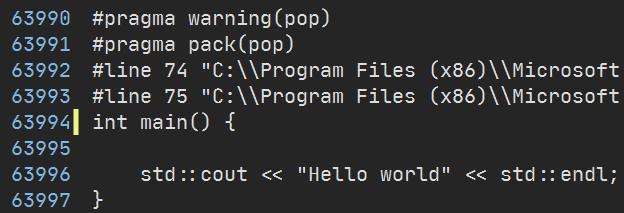 63990 #pragma warning(pop)
63991 #pragma pack(pop)
63992 #line 74 "C:\\Program Files (x86)\\Microsoft
63993 #line 75 "C:\\Program Files (x86)\\Microsoft
63994 int main() {
63995
63996     std::cout << "Hello world" << std::endl;
63997 }